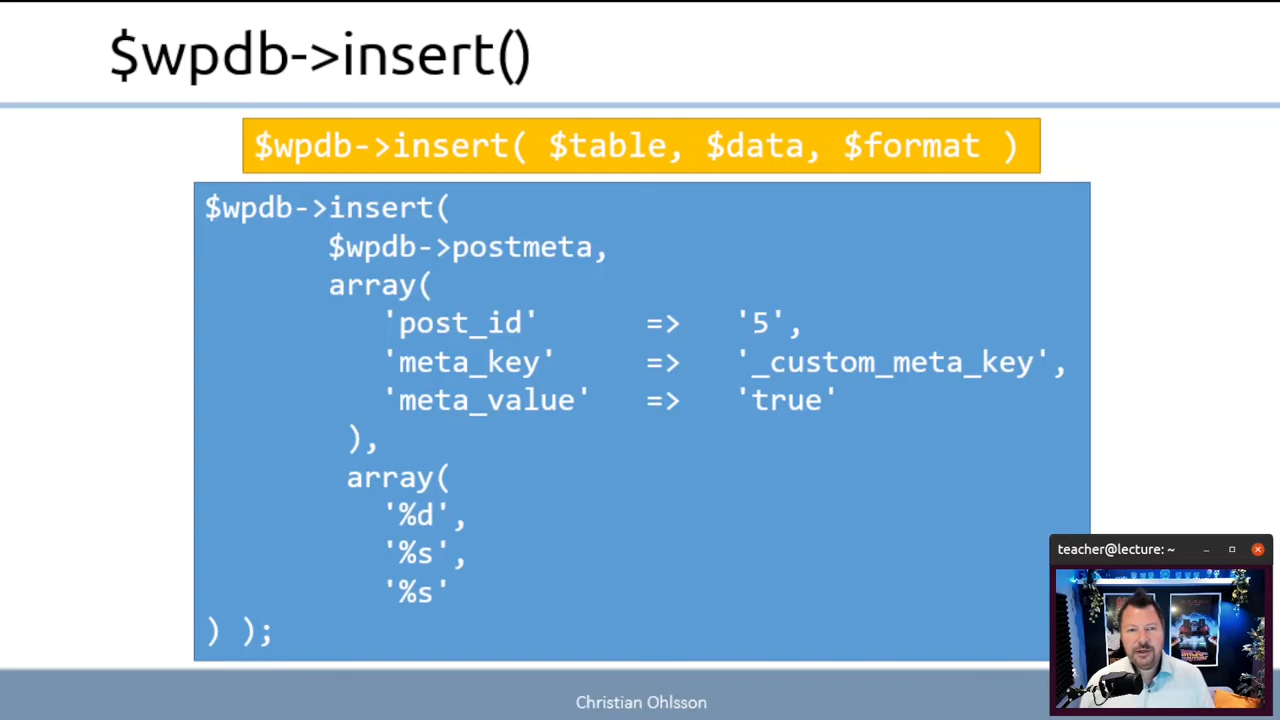 $wpdb->insert()
$wpdb->insert( $table, $data, $format )
$wpdb->insert(
$wpdb->postmeta,
array(
'post_id' => '5',
'meta_key' => '_custom_meta_key',
'meta_value' => 'true'
),
array(
'%d',
'%s',
'%s'
) );
teacher@lecture: ~
Christian Ohlsson